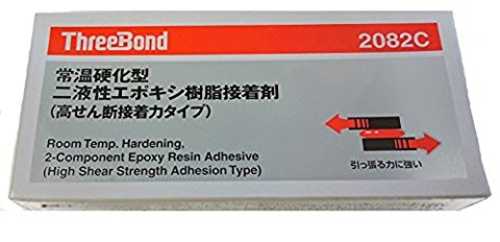 ThreeBond 2082C
常温硬化型
二液性エポキシ樹脂接着剤
(高せん断接着力タイプ)
Room Temp. Hardening,
2-Component Epoxy Resin Adhesive
(High Shear Strength Adhesion Type)
引っ張る力に強い